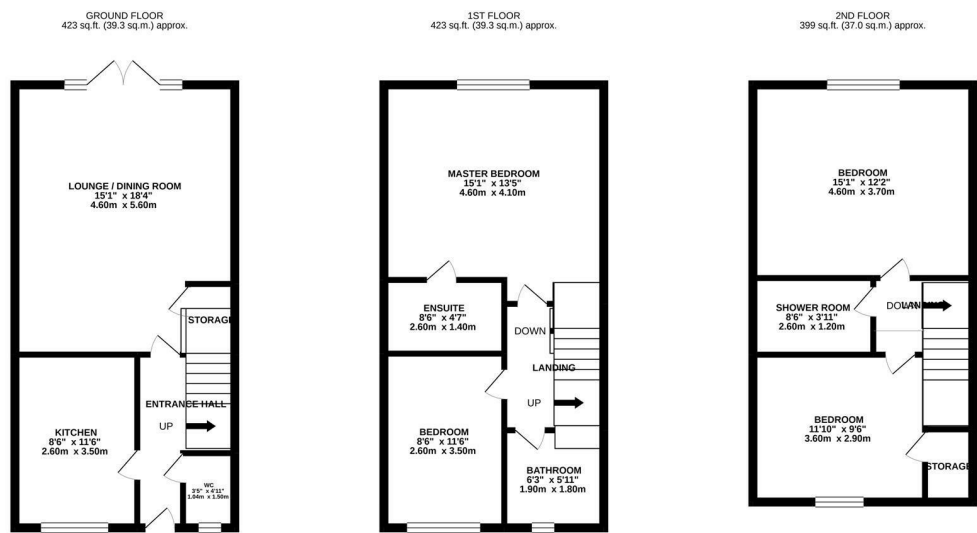 GROUND FLOOR
423 sq.ft. (39.3 sq.m.) approx.
LOUNGE / DINING ROOM
15'1" x 18'4"
4.60m x 5.60m
STORAGE
ENTRANCE HALL
UP
KITCHEN
8'6" x 11'6"
2.60m x 3.50m
WC
3'5" x 4'11"
1.04m x 1.50m
1ST FLOOR
423 sq.ft. (39.3 sq.m.) approx.
MASTER BEDROOM
15'1" x 13'5"
4.60m x 4.10m
ENSUITE
8'6" x 4'7"
2.60m x 1.40m
DOWN
LANDING
UP
BEDROOM
8'6" x 11'6"
2.60m x 3.50m
BATHROOM
6'3" x 5'11"
1.90m x 1.80m
2ND FLOOR
399 sq.ft. (37.0 sq.m.) approx.
BEDROOM
15'1" x 12'2"
4.60m x 3.70m
SHOWER ROOM
8'6" x 3'11"
2.60m x 1.20m
DOWN
LANDING
BEDROOM
11'10" x 9'6"
3.60m x 2.90m
STORAGE